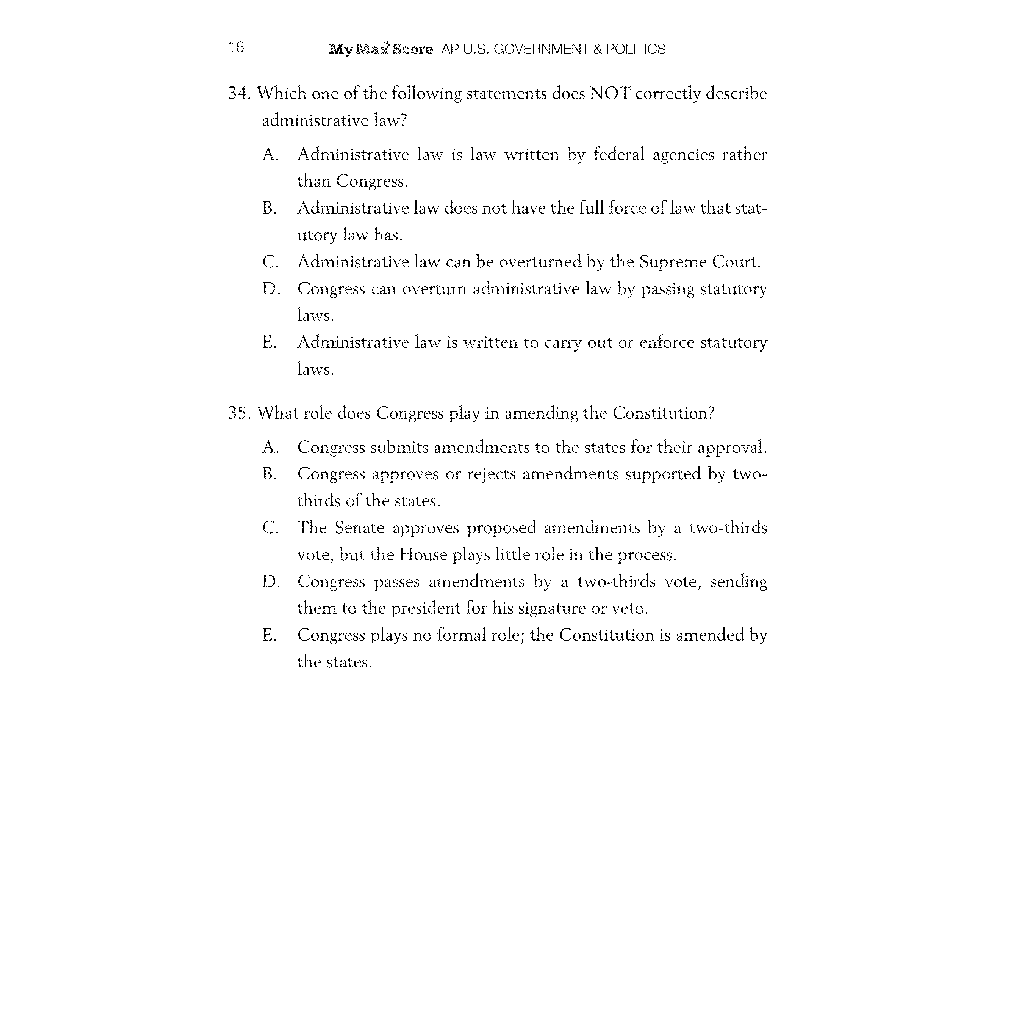 16 My Max Score AP U.S. GOVERNMENT & POLITICS
34. Which one of the following statements does NOT correctly describe
administrative law?
A. Administrative law is law written by federal agencies rather
than Congress.
B. Administrative law does not have the full force of law that stat-
utory law has.
C. Administrative law can be overturned by the Supreme Court.
D. Congress can overturn administrative law by passing statutory
laws.
E. Administrative law is written to carry out or enforce statutory
laws.
35. What role does Congress play in amending the Constitution?
A. Congress submits amendments to the states for their approval.
B. Congress approves or rejects amendments supported by two-
thirds of the states.
C. The Senate approves proposed amendments by a two-thirds
vote, but the House plays little role in the process.
D. Congress passes amendments by a two-thirds vote, sending
them to the president for his signature or veto.
E. Congress plays no formal role; the Constitution is amended by
the states.